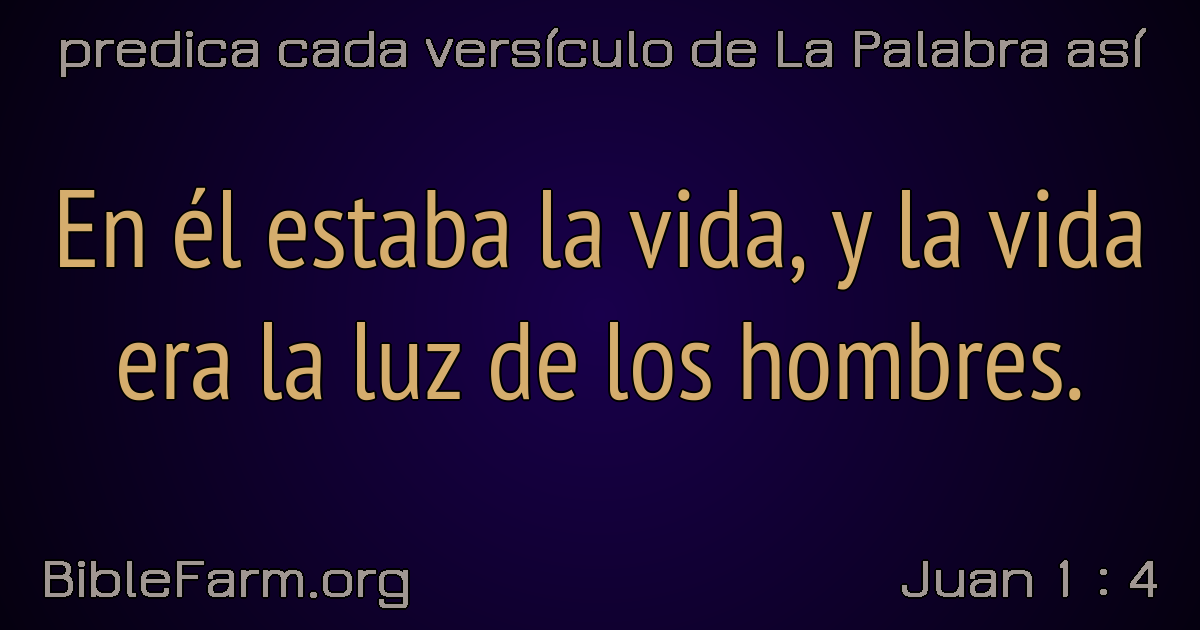 predica cada versículo de La Palabra así
En él estaba la vida, y la vida
era la luz de los hombres.
BibleFarm.org
Juan 1 : 4